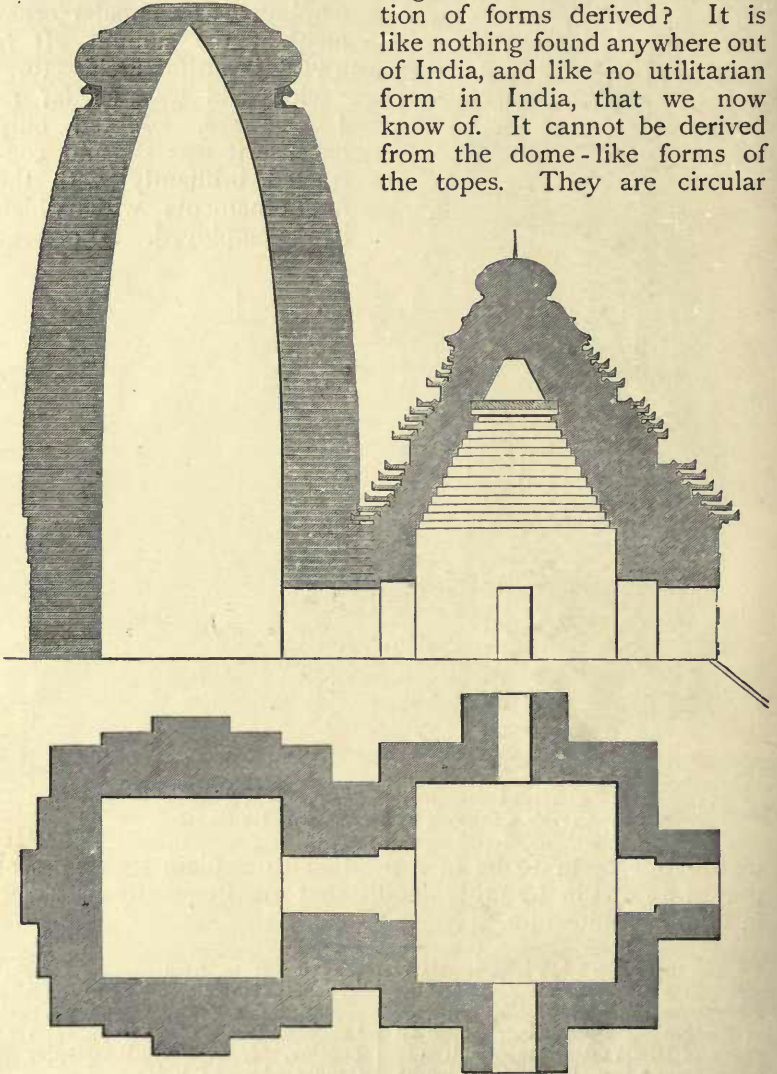 tion of forms derived? It is
like nothing found anywhere out
of India, and like no utilitarian
form in India, that we now
know of. It cannot be derived
from the dome-like forms of
the topes. They are circular